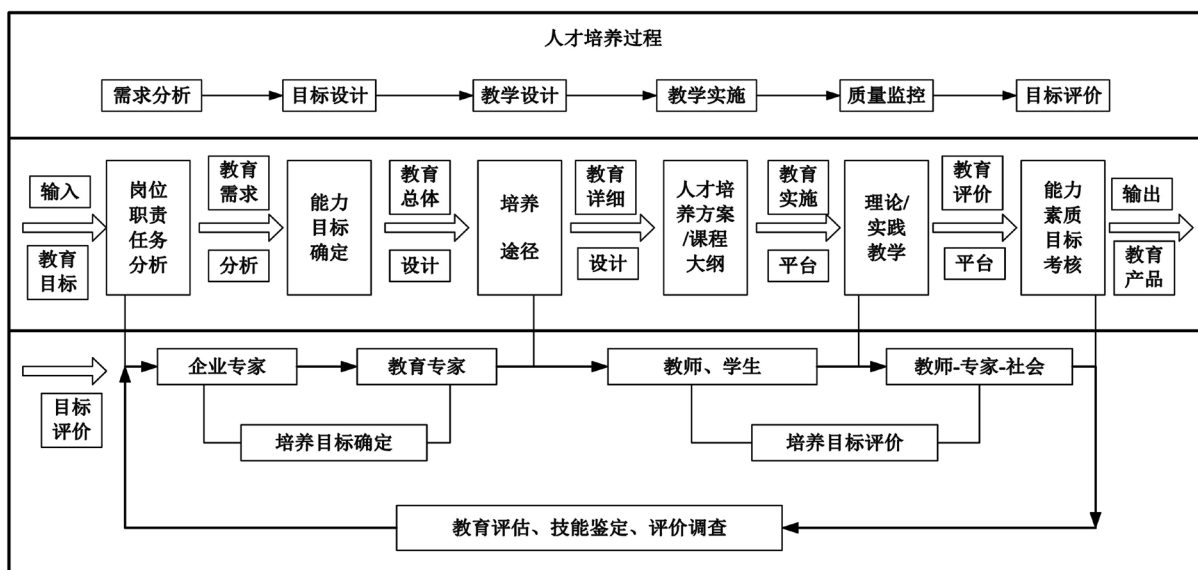 人才培养过程
需求分析
目标设计
教学设计
教学实施
质量监控
目标评价
输入
教育
目标
岗位
职责
任务
分析
教育
需求
分析
能力
目标
确定
教育
总体
设计
培养
途径
教育
详细
设计
人才培
养方案
/课程
大纲
教育
实施
平台
理论/
实践
教学
教育
评价
平台
能力
素质
目标
考核
输出
教育
产品
目标
评价
企业专家
教育专家
教师、学生
教师-专家-社会
培养目标确定
培养目标评价
教育评估、技能鉴定、评价调查